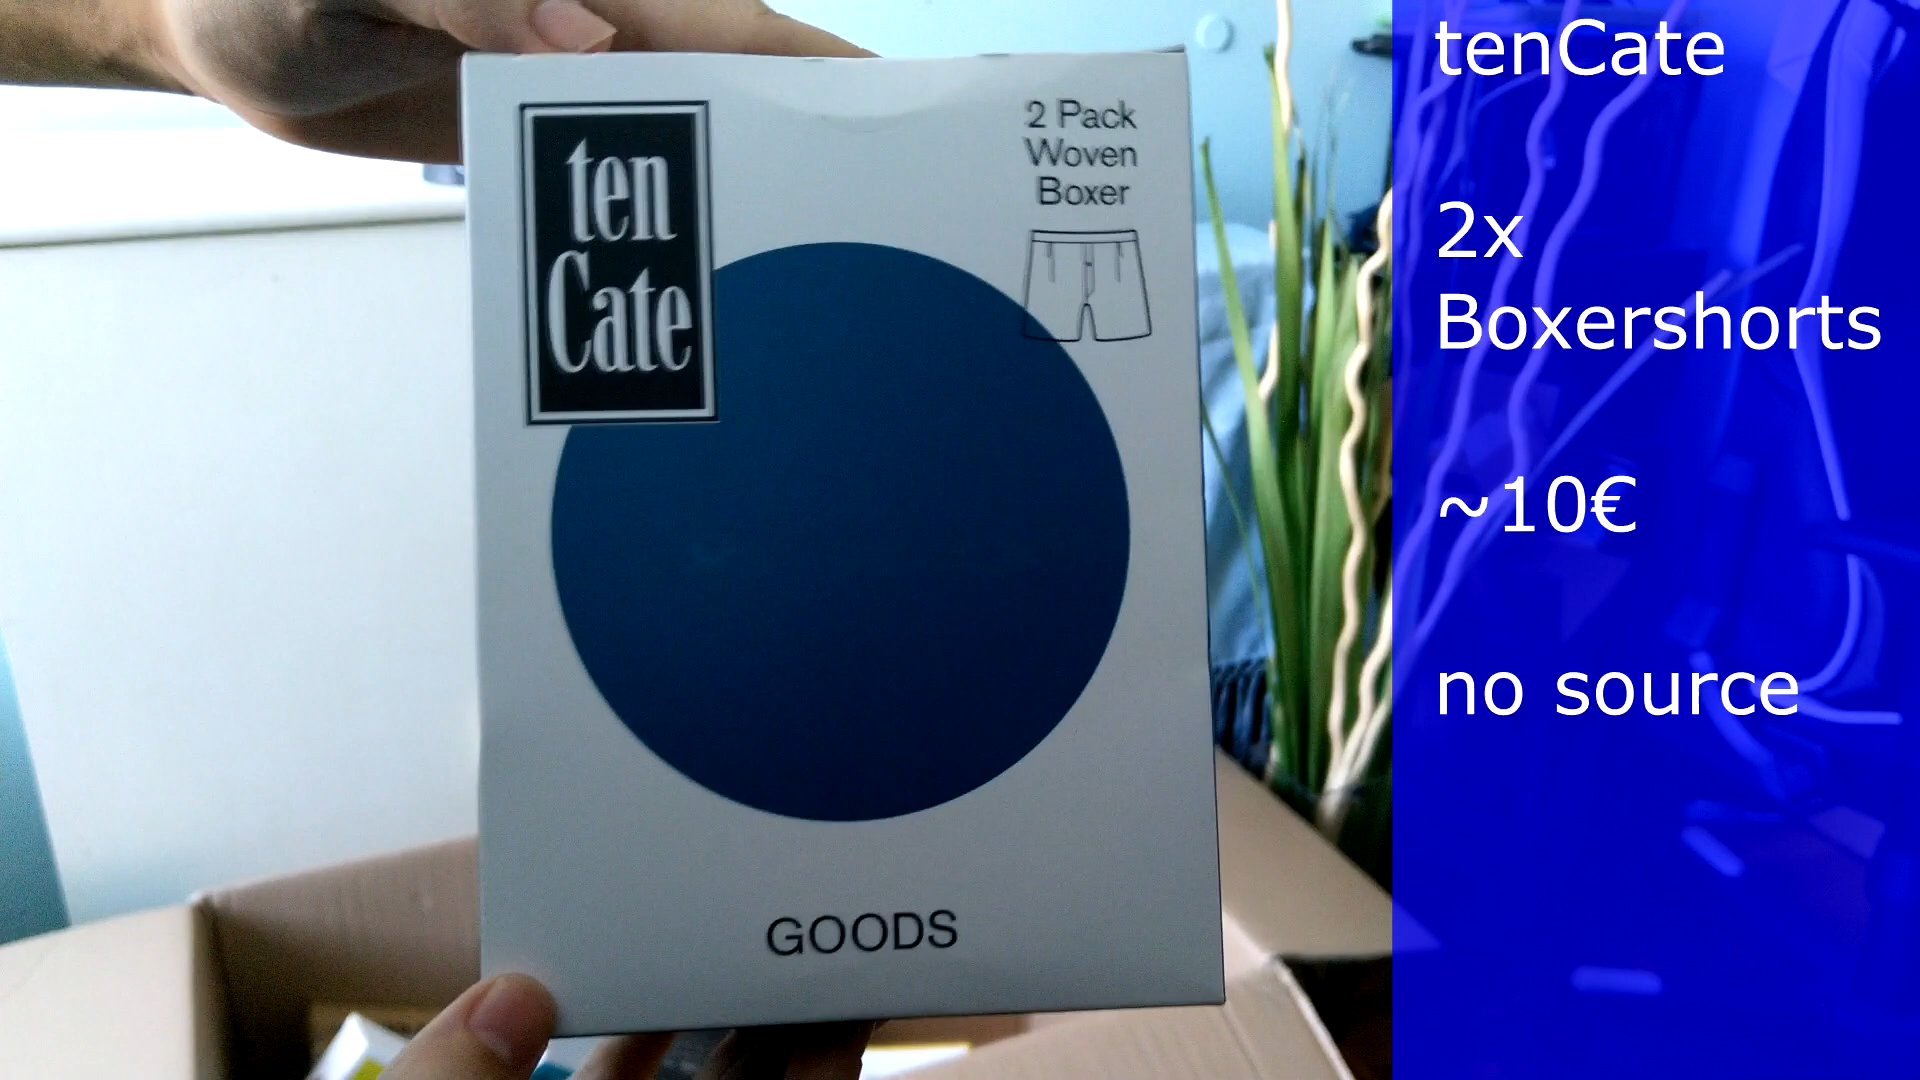 ten
Cate
2 Pack
Woven
Boxer
GOODS
tenCate
2x
Boxershorts
~10€
no source